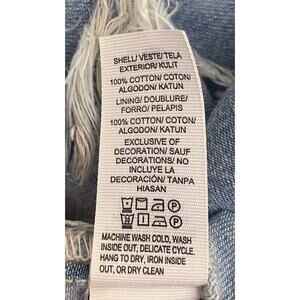 SHELL/ VESTE/ TELA
EXTERIOR/ KULIT
100% COTTON/ COTON/
ALGODON/ KATUN
LINING/ DOUBLURE/
FORRO/ PELAPIS
100% COTTON/ COTON/
ALGODON/ KATUN
EXCLUSIVE OF
DECORATION/ SAUF
DECORATIONS/ NO
INCLUYE LA
DECORACIÓN/ TANPA
HIASAN
MACHINE WASH COLD, WASH
INSIDE OUT, DELICATE CYCLE,
HANG TO DRY, IRON INSIDE
OUT, OR DRY CLEAN